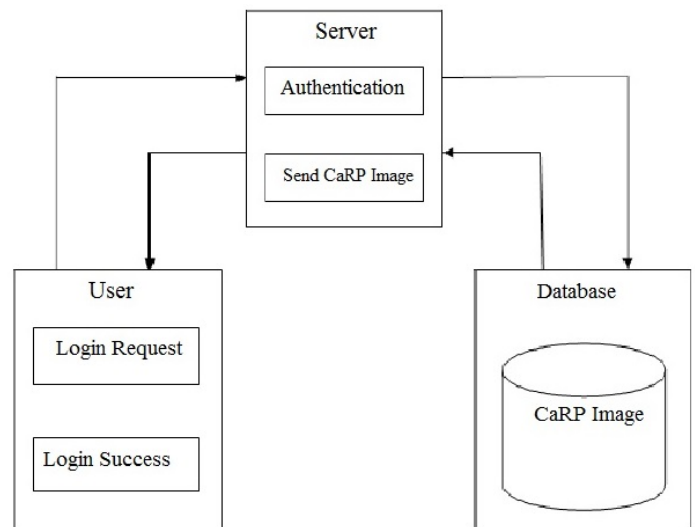 Server
Authentication
Send CaRP Image
User
Login Request
Login Success
Database
CaRP Image